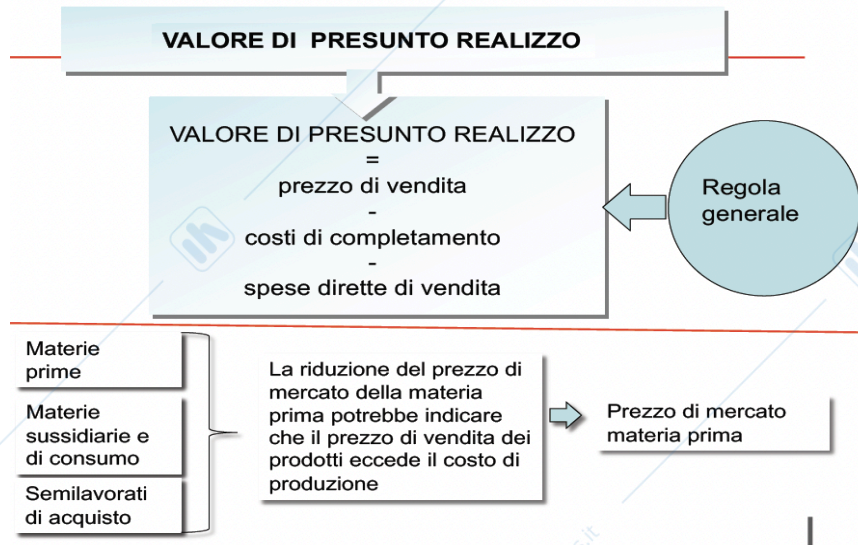 VALORE DI PRESUNTO REALIZZO
VALORE DI PRESUNTO REALIZZO
=
prezzo di vendita
-
costi di completamento
-
spese dirette di vendita
Regola
generale
Materie
prime
Materie
sussidiarie e
di consumo
Semilavorati
di acquisto
La riduzione del prezzo di
mercato della materia
prima potrebbe indicare
che il prezzo di vendita dei
prodotti eccede il costo di
produzione
Prezzo di mercato
materia prima